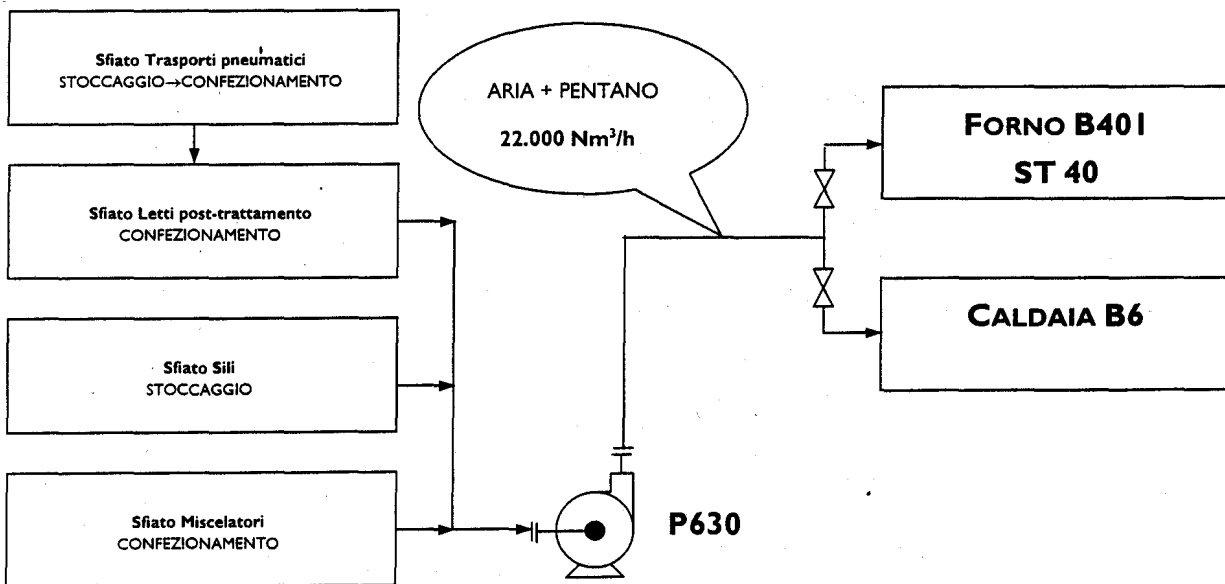 Sfiato Trasporti pneumatici
STOCCAGGIO→CONFEZIONAMENTO
Sfiato Letti post-trattamento
CONFEZIONAMENTO
Sfiato Sili
STOCCAGGIO
Sfiato Miscelatori
CONFEZIONAMENTO
ARIA + PENTANO
22.000 Nm³/h
P630
FORNO B401
ST 40
CALDAIA B6